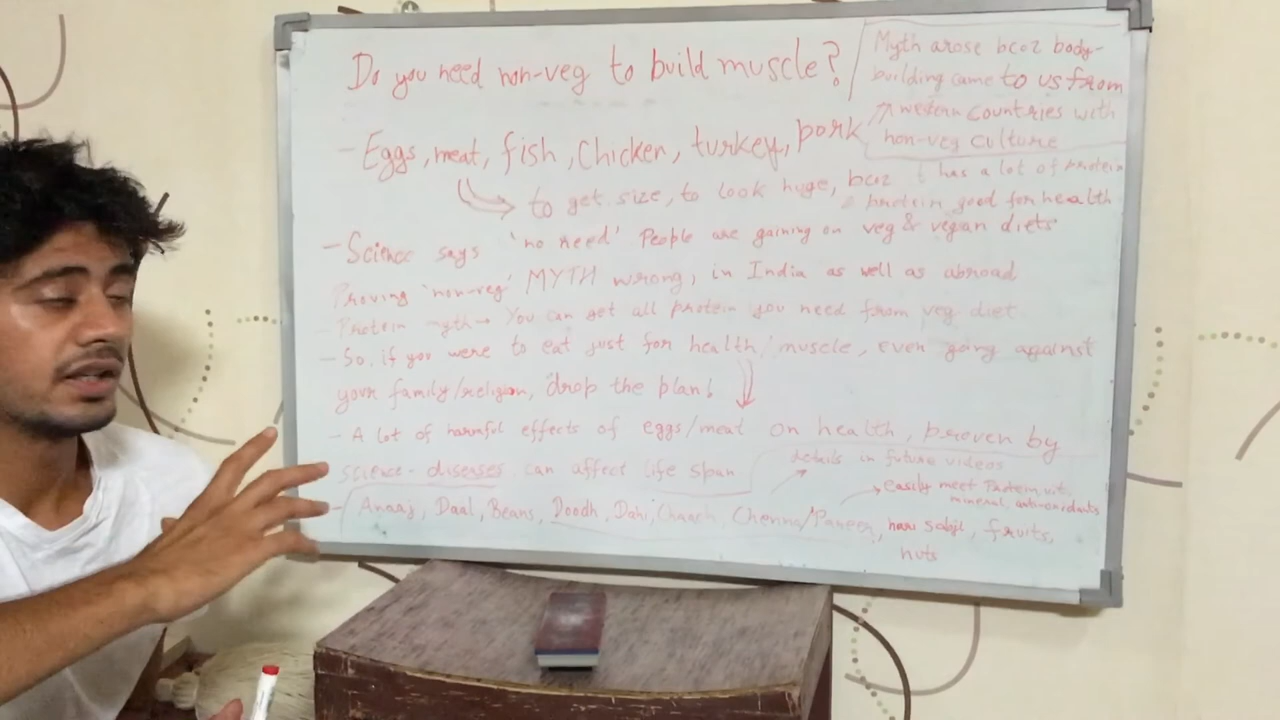 Do you need non-veg to build muscle?
Myth arose bcoz body-
building came to us from
western countries with
non-veg culture
- Eggs, meat, fish, Chicken, turkey, pork
to get size, to look huge, bcoz
has a lot of protein
& protein good for health
- Science says 'no need' People are gaining on veg & vegan diets
Proving 'non-veg' MYTH wrong, in India as well as abroad
- Protein myth → You can get all protein you need from veg diet
- So, if you were to eat just for health/muscle, even going against
your family/religion, drop the plan!
- A lot of harmful effects of eggs/meat on health, proven by
science - diseases can affect life span
details in future videos
easily meet Protein, vit.
mineral, antioxidants
- Anaaj, Daal, Beans, Doodh, Dahi, Chaach, Chenna/Paneer, hari sabji, fruits,
nuts